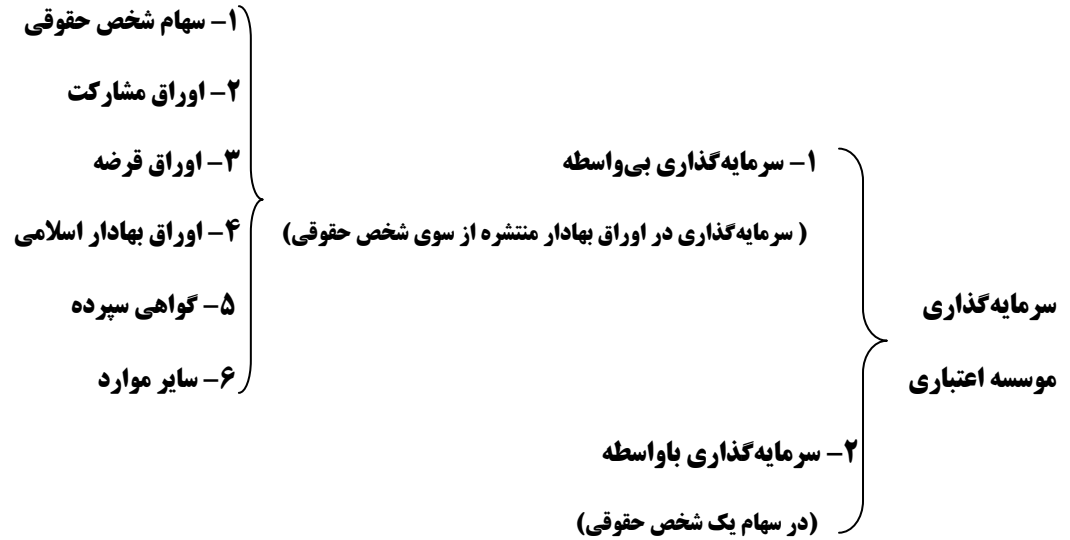 سرمایه‌گذاری
موسسه اعتباری
۱- سرمایه‌گذاری بی‌واسطه
( سرمایه‌گذاری در اوراق بهادار منتشره از سوی شخص حقوقی)
۱- سهام شخص حقوقی
۲- اوراق مشارکت
۳- اوراق قرضه
۴- اوراق بهادار اسلامی
۵- گواهی سپرده
۶- سایر موارد
۲- سرمایه‌گذاری باواسطه
(در سهام یک شخص حقوقی)